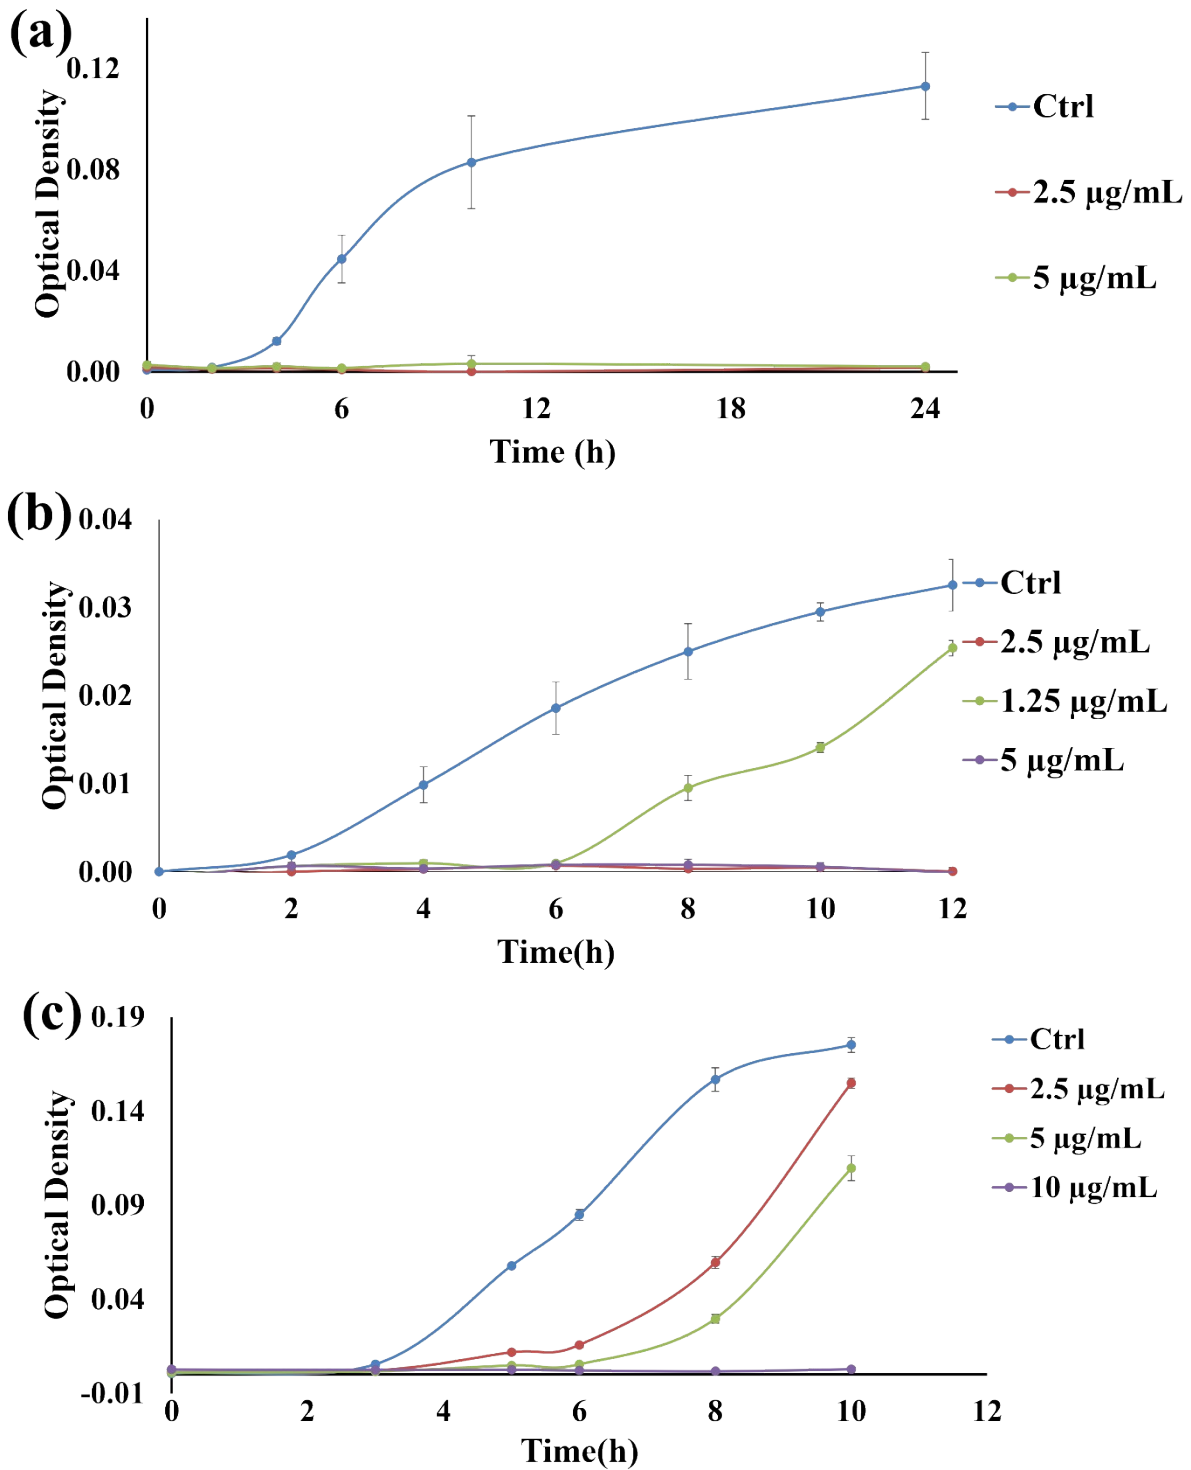 (a)
0.12
0.08
0.04
0.00
Optical Density
0 6 12 18 24
Time (h)
Ctrl
2.5 µg/mL
5 µg/mL
(b)
0.04
0.03
0.02
0.01
0.00
Optical Density
0 2 4 6 8 10 12
Time(h)
Ctrl
2.5 µg/mL
1.25 µg/mL
5 µg/mL
(c)
0.19
0.14
0.09
0.04
-0.01
Optical Density
0 2 4 6 8 10 12
Time(h)
Ctrl
2.5 µg/mL
5 µg/mL
10 µg/mL